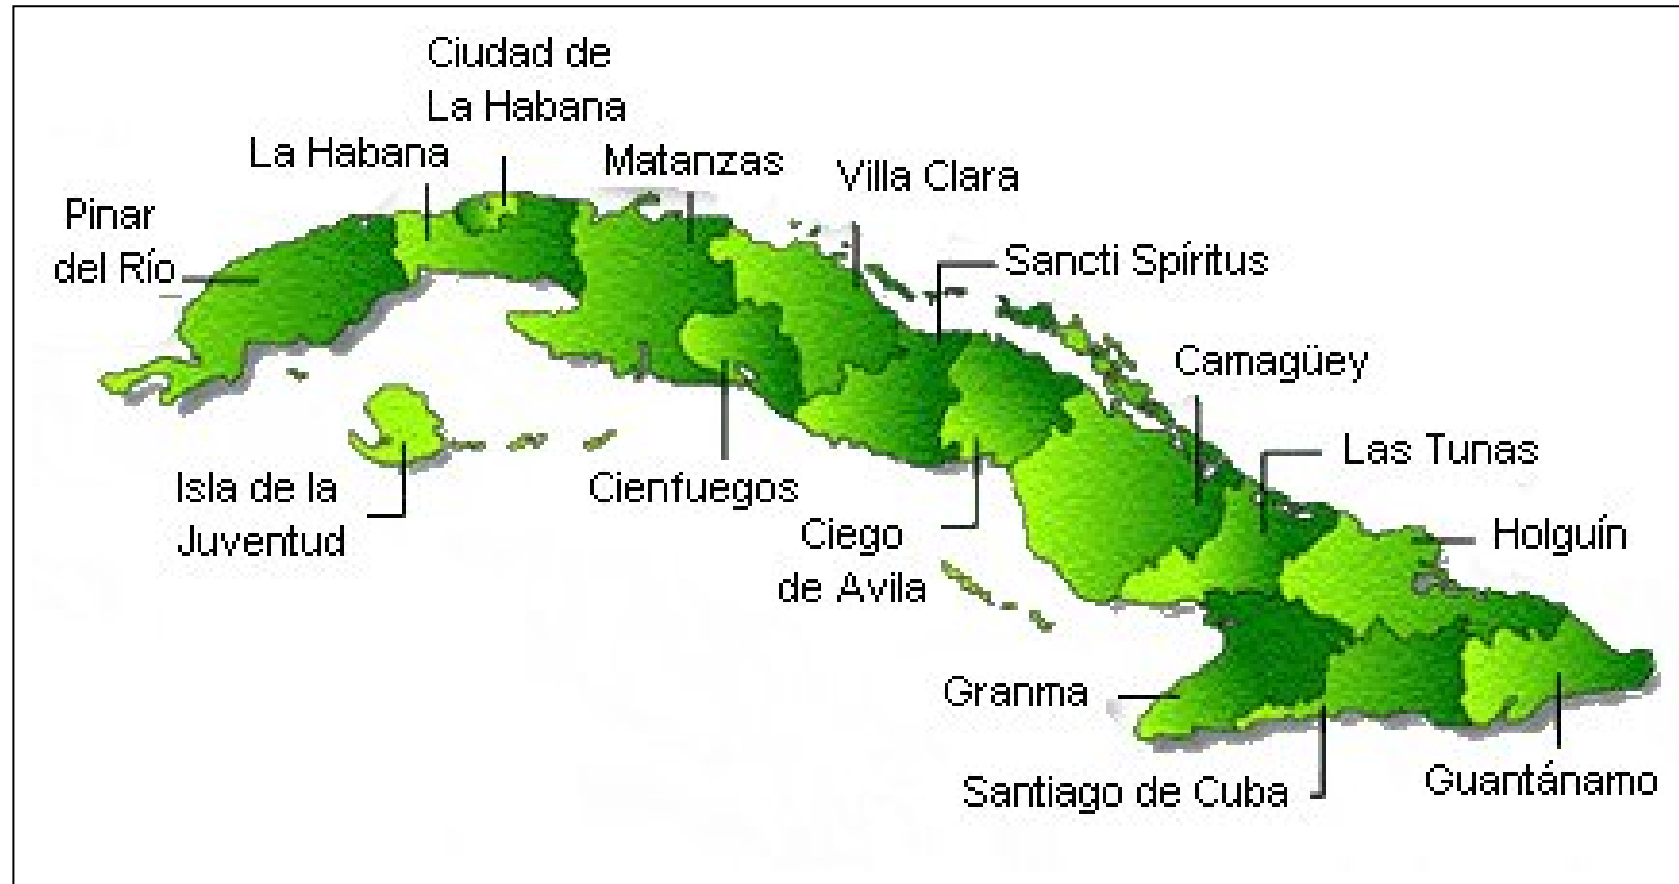 Ciudad de
La Habana
La Habana
Matanzas
Villa Clara
Pinar
del Río
Sancti Spíritus
Camagüey
Las Tunas
Isla de la
Juventud
Cienfuegos
Ciego
de Avila
Holguín
Granma
Santiago de Cuba
Guantánamo